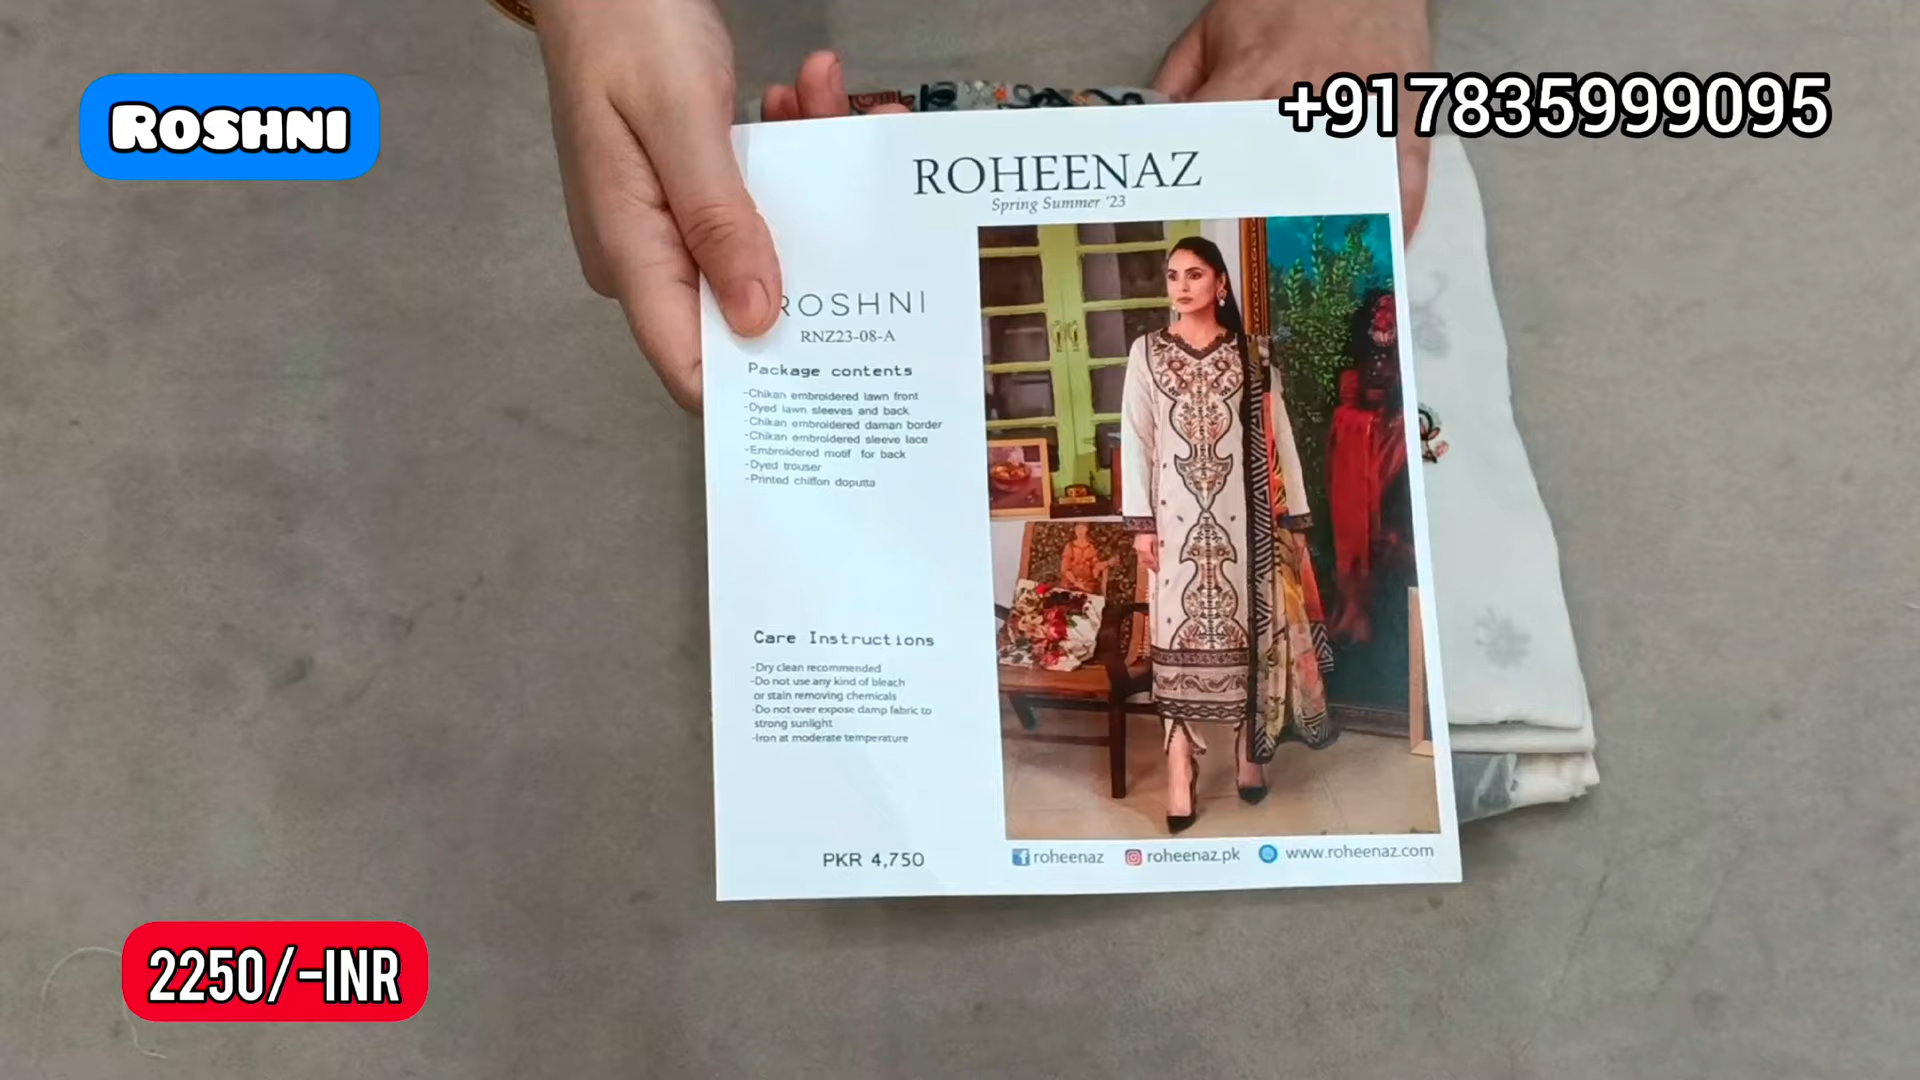 ROSHNI
+917835999095
ROHEENAZ
Spring Summer '23
ROSHNI
RNZ23-08-A
Package contents
-Chikan embroidered lawn front
-Dyed lawn sleeves and back
-Chikan embroidered daman border
-Chikan embroidered sleeve lace
-Embroidered motif for back
-Dyed trouser
-Printed chiffon doputta
Care Instructions
-Dry clean recommended
-Do not use any kind of bleach
or stain removing chemicals
-Do not over expose damp fabric to
strong sunlight
-Iron at moderate temperature
PKR 4,750
roheenaz
roheenaz.pk
www.roheenaz.com
2250/-INR